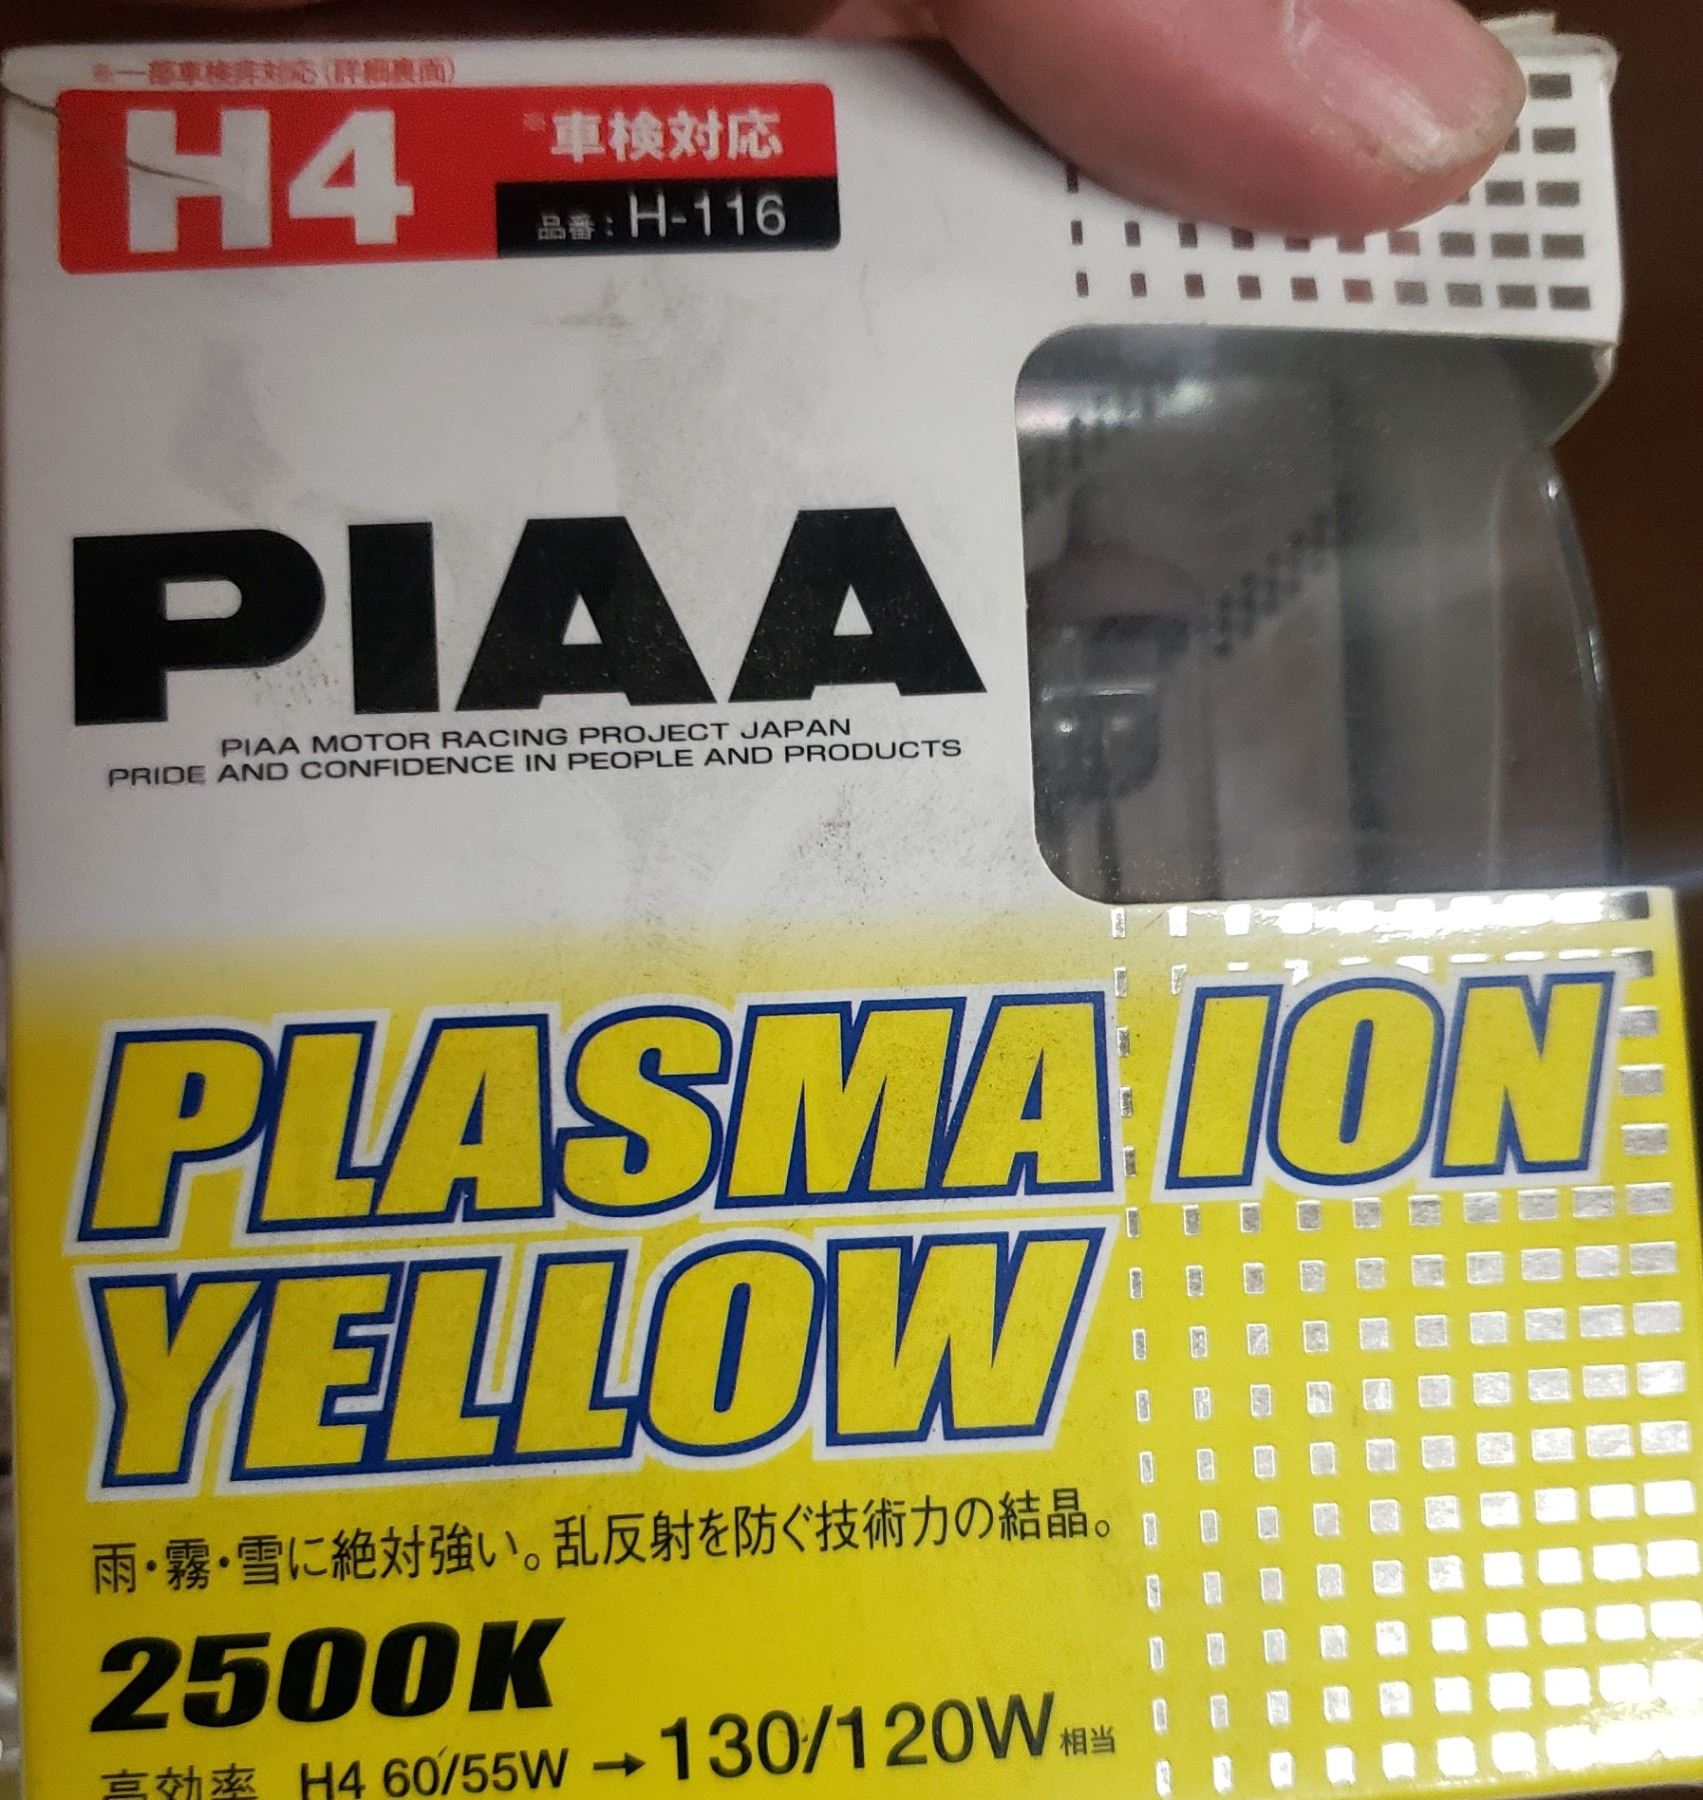 ※一部車検非対応(詳細裏面)
H4
※車検対応
品番:H-116
PIAA
PIAA MOTOR RACING PROJECT JAPAN
PRIDE AND CONFIDENCE IN PEOPLE AND PRODUCTS
PLASMA ION
YELLOW
雨・霧・雪に絶対強い。乱反射を防ぐ技術力の結晶。
2500K
高効率 H4 60/55W→130/120W相当